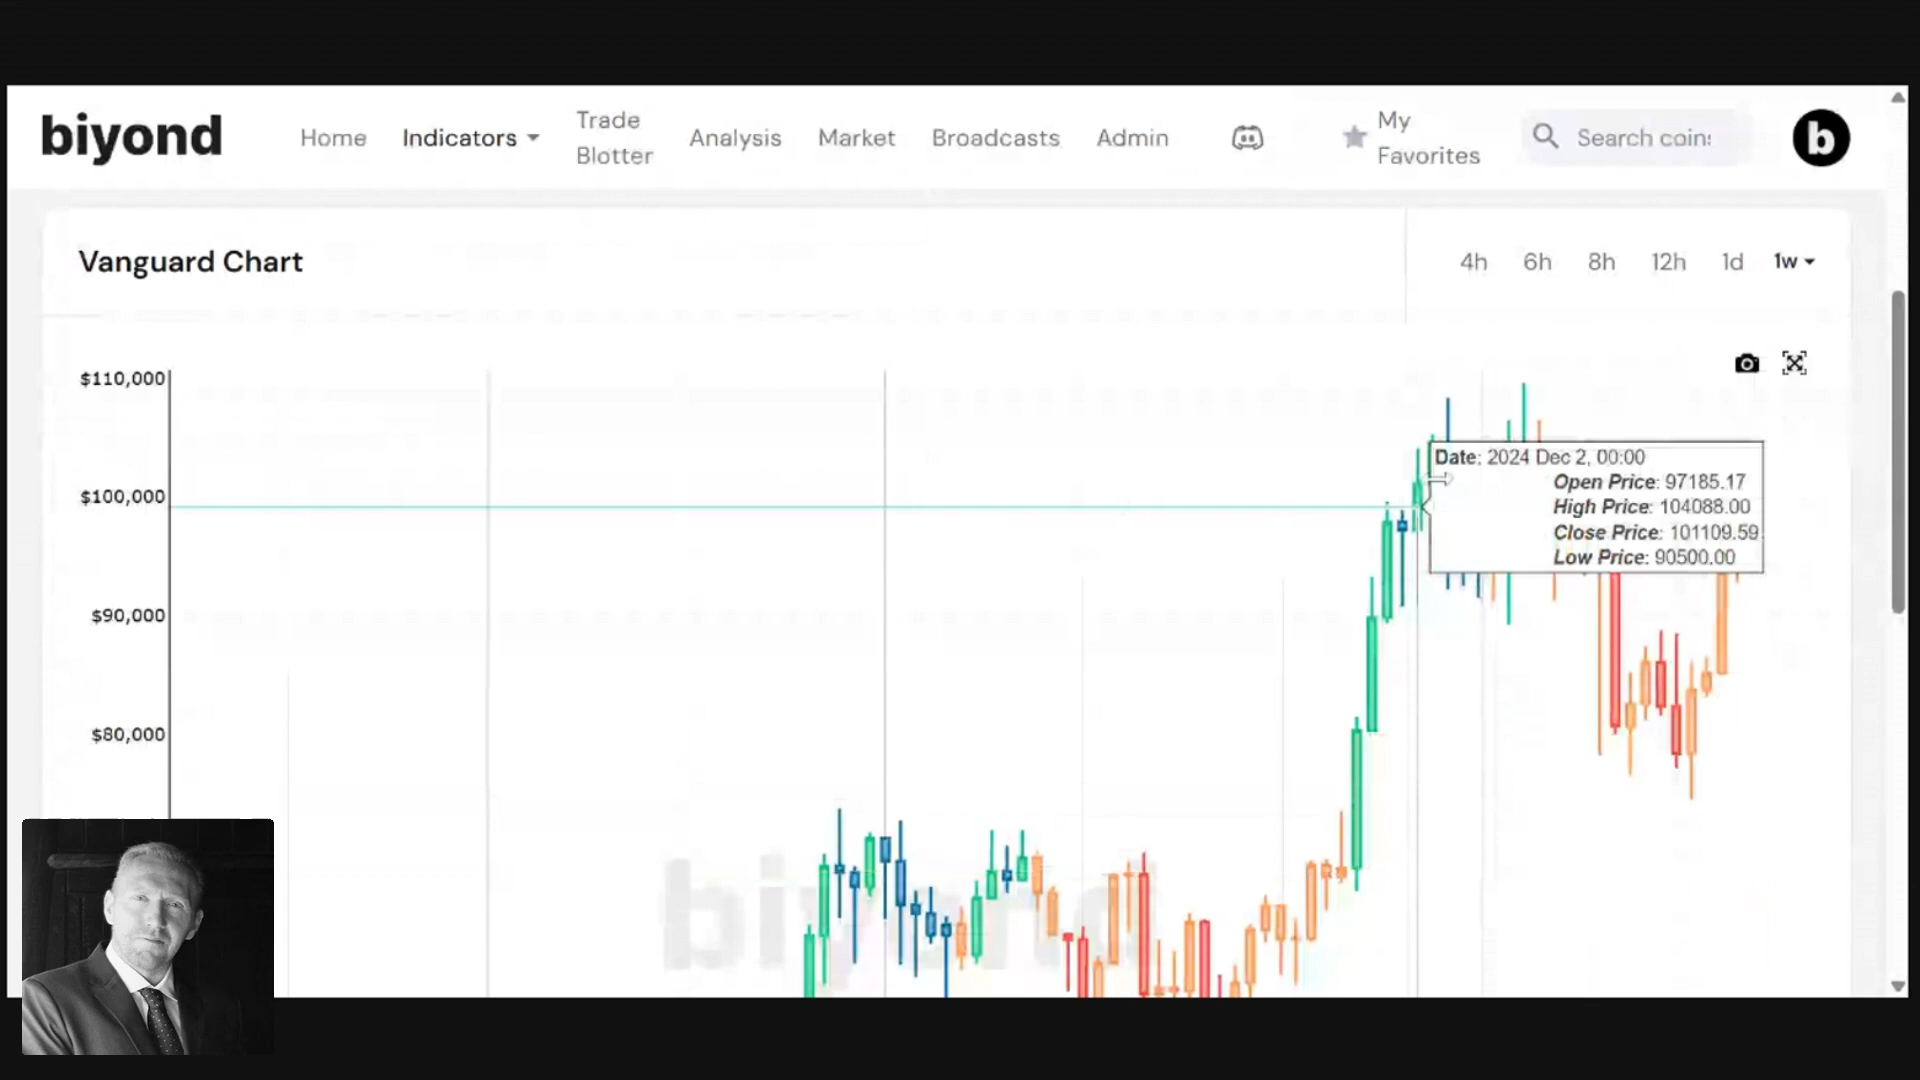 biyond
Home
Indicators
Trade
Blotter
Analysis
Market
Broadcasts
Admin
My
Favorites
Search coins
b
Vanguard Chart
4h 6h 8h 12h 1d 1w
$110,000
$100,000
$90,000
$80,000
Date: 2024 Dec 2, 00:00
Open Price: 97185.17
High Price: 104088.00
Close Price: 101109.59
Low Price: 90500.00
biyond